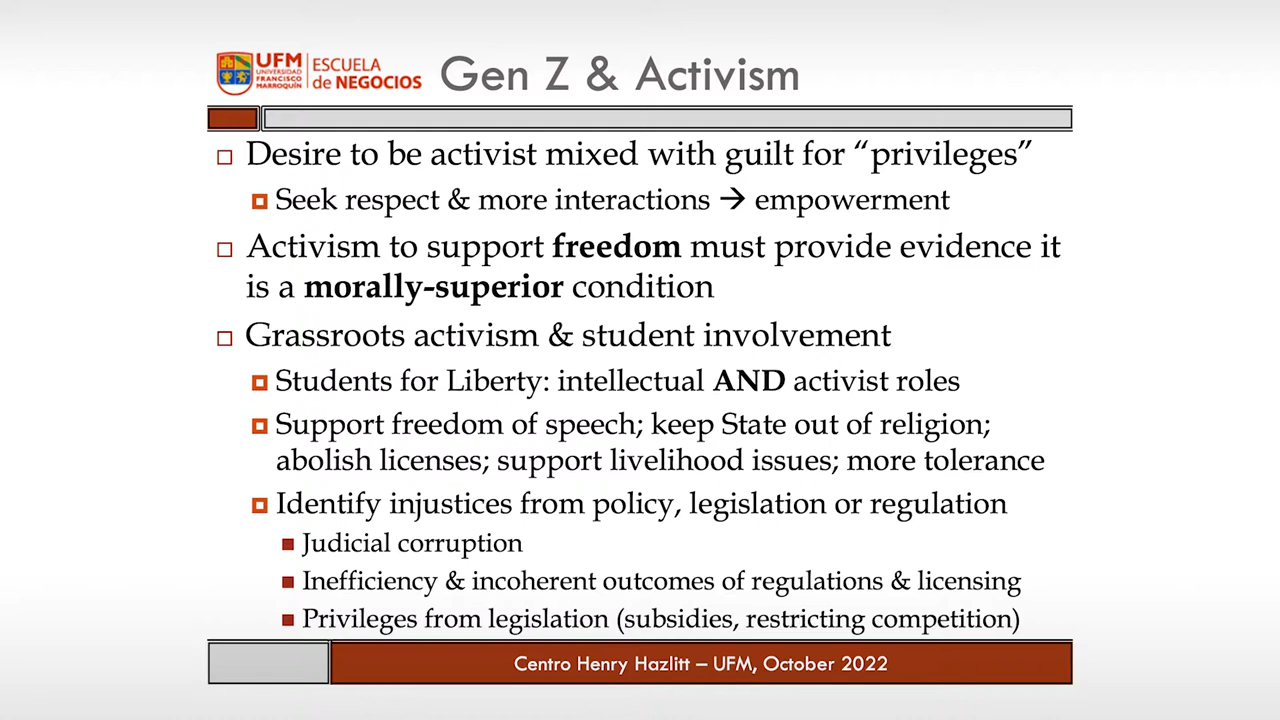 UFM
UNIVERSIDAD
FRANCISCO
MARROQUÍN
ESCUELA
de NEGOCIOS
Gen Z & Activism
Desire to be activist mixed with guilt for “privileges”
Seek respect & more interactions → empowerment
Activism to support freedom must provide evidence it
is a morally-superior condition
Grassroots activism & student involvement
Students for Liberty: intellectual AND activist roles
Support freedom of speech; keep State out of religion;
abolish licenses; support livelihood issues; more tolerance
Identify injustices from policy, legislation or regulation
Judicial corruption
Inefficiency & incoherent outcomes of regulations & licensing
Privileges from legislation (subsidies, restricting competition)
Centro Henry Hazlitt – UFM, October 2022